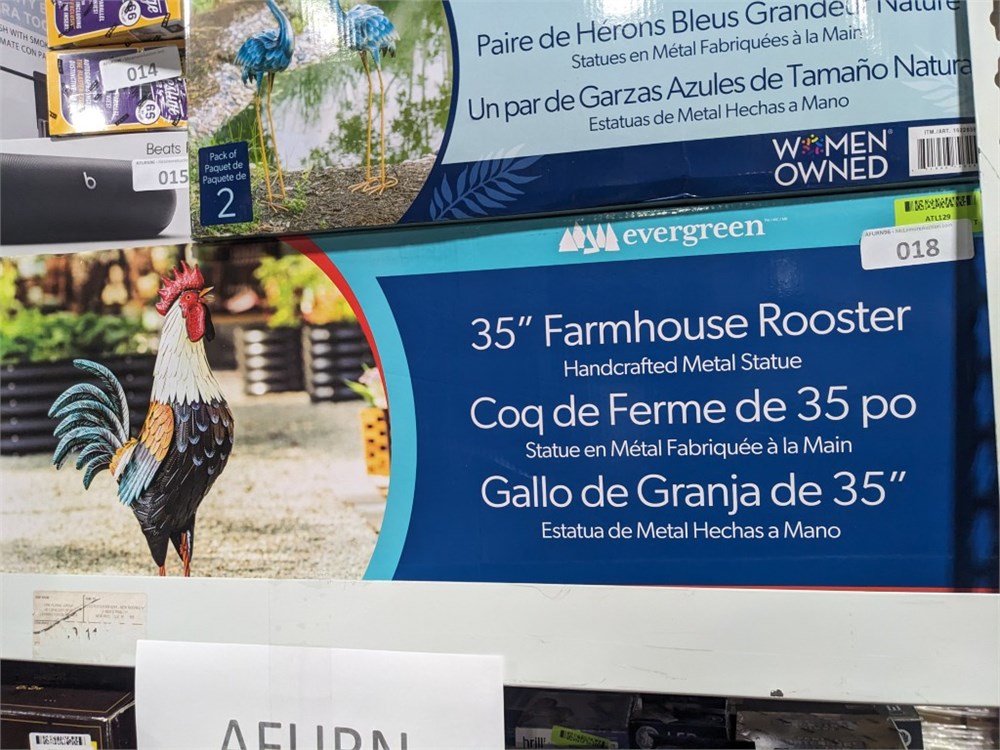 014
Beats
015
b
Pack of
Paquet de
Paquete de
2
Paire de Hérons Bleus Grandeur Nature
Statues en Métal Fabriquées à la Main
Un par de Garzas Azules de Tamaño Natura
Estatuas de Metal Hechas a Mano
WOMEN
OWNED
ATL129
evergreen
018
35” Farmhouse Rooster
Handcrafted Metal Statue
Coq de Ferme de 35 po
Statue en Métal Fabriquée à la Main
Gallo de Granja de 35”
Estatua de Metal Hechas a Mano
AFURN